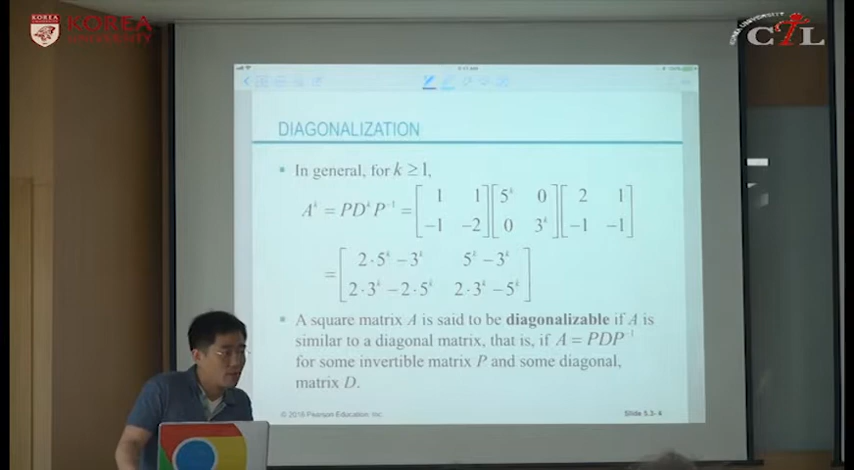 KOREA
UNIVERSITY
KOREA UNIVERSITY
CTL
DIAGONALIZATION
▪ In general, for k ≥ 1,
A^k = PD^k P^-1 = [1 1; -1 -2] [5^k 0; 0 3^k] [2 1; -1 -1]
= [2·5^k − 3^k 5^k − 3^k; 2·3^k − 2·5^k 2·3^k − 5^k]
▪ A square matrix A is said to be diagonalizable if A is
similar to a diagonal matrix, that is, if A = PDP^-1
for some invertible matrix P and some diagonal,
matrix D.
© 2016 Pearson Education, Inc.
Slide 5.3- 4